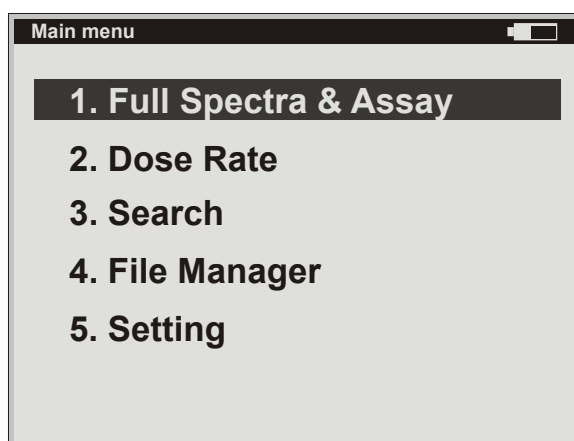 Main menu
1. Full Spectra & Assay
2. Dose Rate
3. Search
4. File Manager
5. Setting